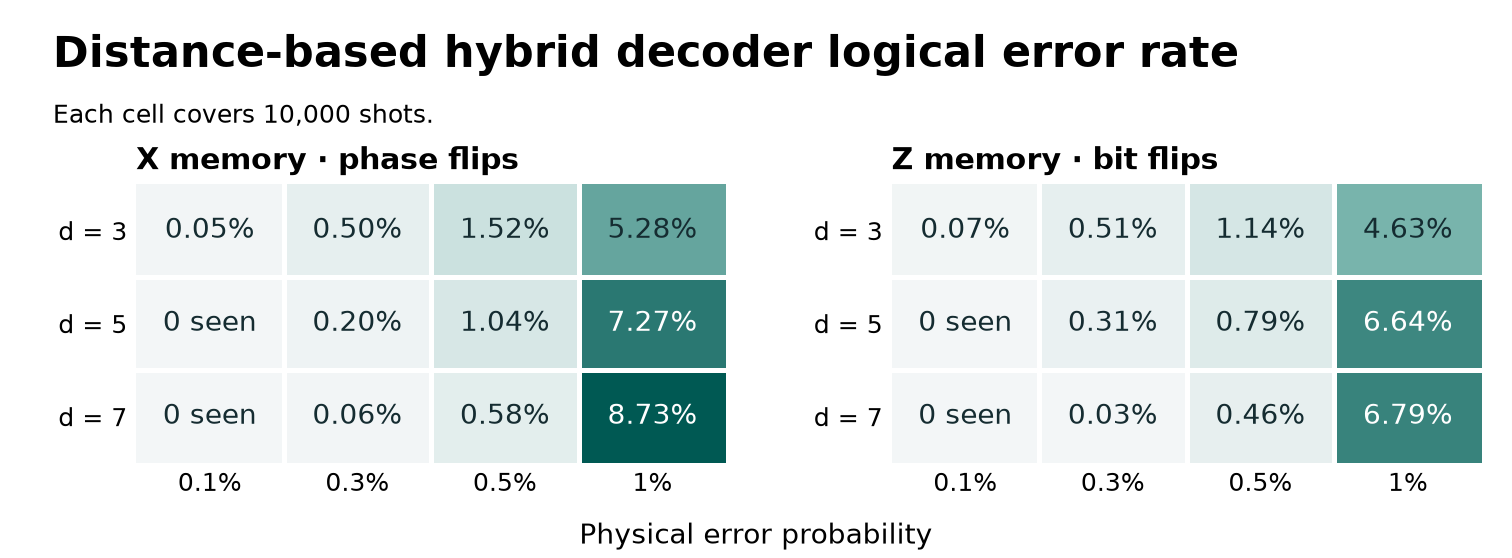 Distance-based hybrid decoder logical error rate
Each cell covers 10,000 shots.
X memory · phase flips
d = 3 0.05% 0.50% 1.52% 5.28%
d = 5 0 seen 0.20% 1.04% 7.27%
d = 7 0 seen 0.06% 0.58% 8.73%
0.1% 0.3% 0.5% 1%
Z memory · bit flips
d = 3 0.07% 0.51% 1.14% 4.63%
d = 5 0 seen 0.31% 0.79% 6.64%
d = 7 0 seen 0.03% 0.46% 6.79%
0.1% 0.3% 0.5% 1%
Physical error probability